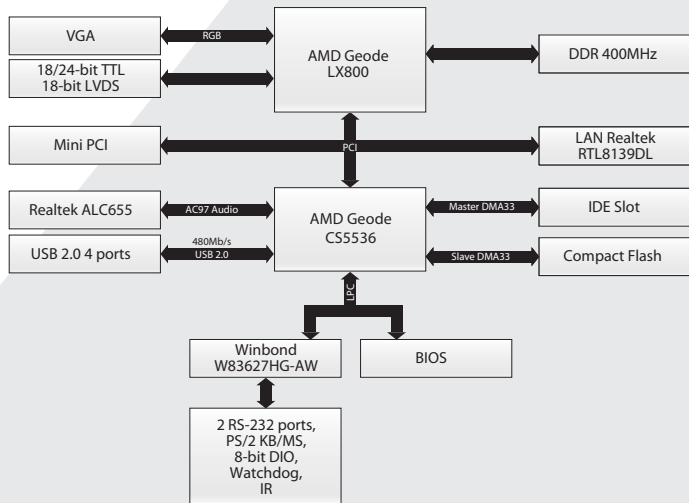 VGA
RGB
AMD Geode
LX800
DDR 400MHz
18/24-bit TTL
18-bit LVDS
Mini PCI
PCI
LAN Realtek
RTL8139DL
Realtek ALC655
AC97 Audio
AMD Geode
CS5536
Master DMA33
IDE Slot
USB 2.0 4 ports
480Mb/s
USB 2.0
Slave DMA33
Compact Flash
LPC
Winbond
W83627HG-AW
BIOS
2 RS-232 ports,
PS/2 KB/MS,
8-bit DIO,
Watchdog,
IR